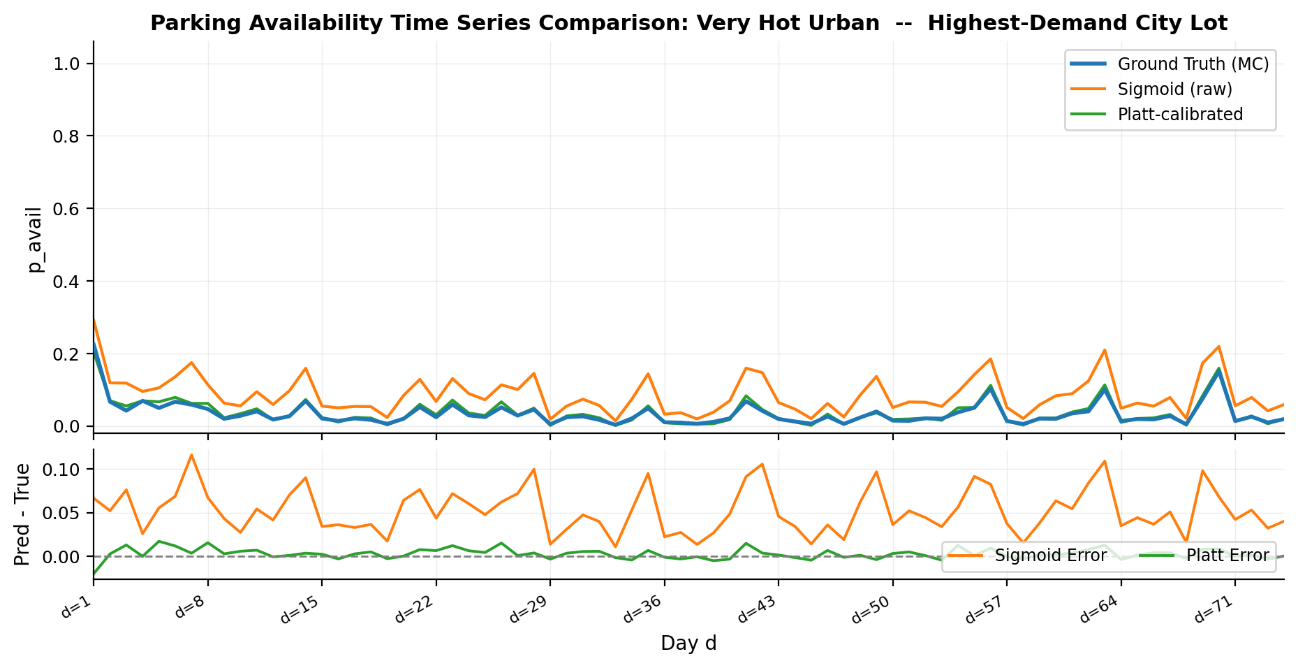 Parking Availability Time Series Comparison: Very Hot Urban -- Highest-Demand City Lot
Ground Truth (MC)
Sigmoid (raw)
Platt-calibrated
p_avail
1.0
0.8
0.6
0.4
0.2
0.0
Pred - True
0.10
0.05
0.00
Sigmoid Error
Platt Error
d=1
d=8
d=15
d=22
d=29
d=36
d=43
d=50
d=57
d=64
d=71
Day d